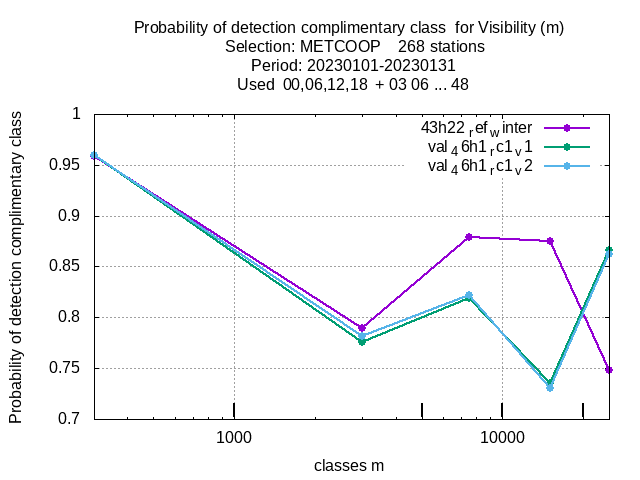 Probability of detection complimentary class  for Visibility (m)
Selection: METCOOP    268 stations
Period: 20230101-20230131
Used  00,06,12,18  + 03 06 ... 48
Probability of detection complimentary class
1
0.95
0.9
0.85
0.8
0.75
0.7
43h22_ref_winter
val_46h1_rc1_v1
val_46h1_rc1_v2
1000
10000
classes m